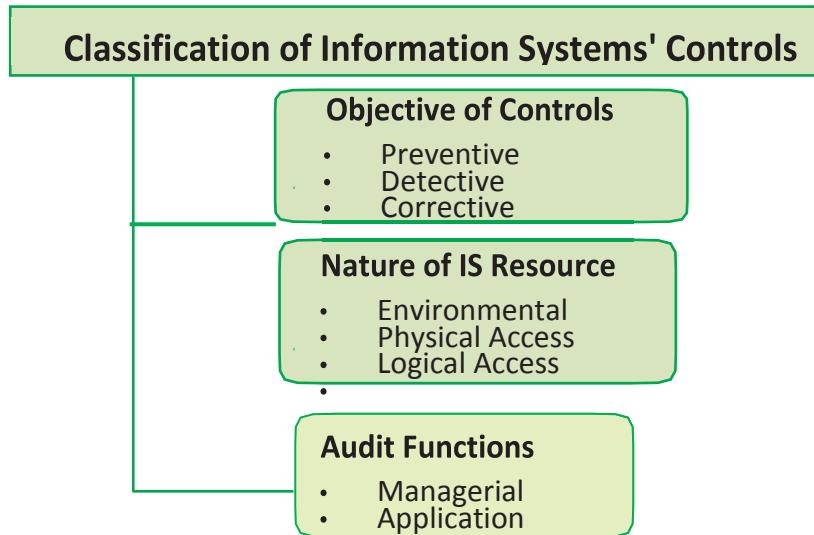 Classification of Information Systems' Controls
Objective of Controls
• Preventive
• Detective
• Corrective
Nature of IS Resource
• Environmental
• Physical Access
• Logical Access
•
Audit Functions
• Managerial
• Application